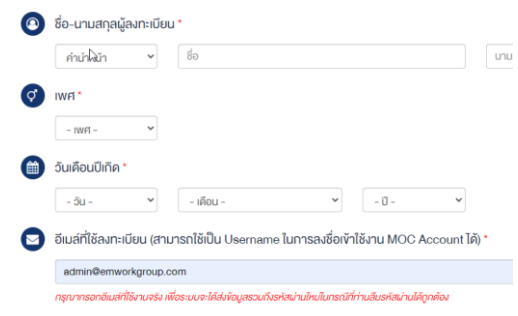 ชื่อ-นามสกุลผู้ลงทะเบียน *
คำนำหน้า ชื่อ นาม
เพศ *
- เพศ -
วันเดือนปีเกิด *
- วัน - - เดือน - - ปี -
อีเมล์ที่ใช้ลงทะเบียน (สามารถใช้เป็น Username ในการลงชื่อเข้าใช้งาน MOC Account ได้) *
admin@emworkgroup.com
กรุณากรอกอีเมล์ที่ใช้งานจริง เพื่อระบบจะได้ส่งข้อมูลรวมถึงรหัสผ่านใหม่ในกรณีที่ท่านลืมรหัสผ่านได้ถูกต้อง